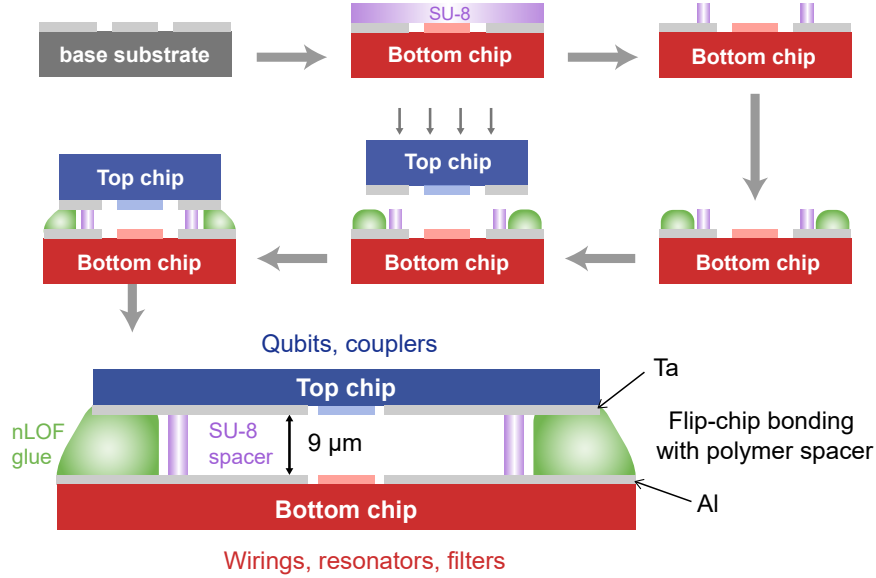 base substrate
SU-8
Bottom chip
Bottom chip
Top chip
Bottom chip
Top chip
Bottom chip
Bottom chip
Qubits, couplers
Top chip
Ta
nLOF
glue
SU-8
spacer
9 μm
Flip-chip bonding
with polymer spacer
Bottom chip
Al
Wirings, resonators, filters